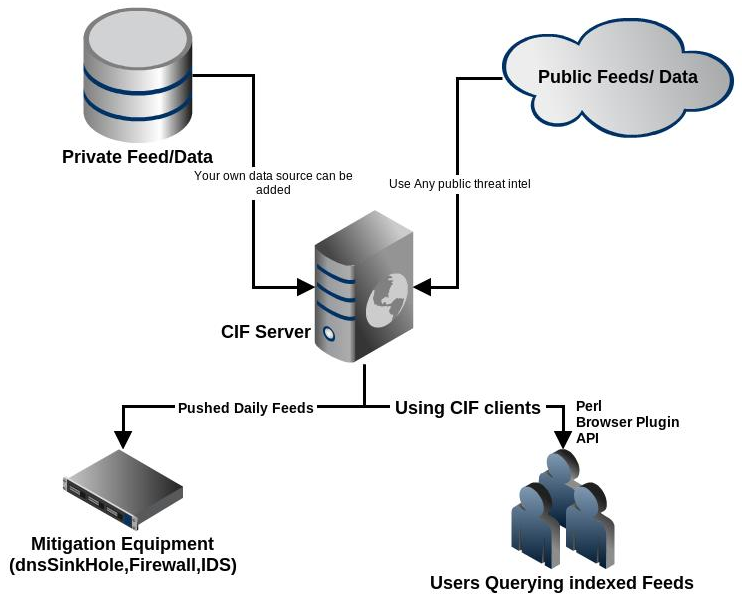 Public Feeds/ Data
Private Feed/Data
Your own data source can be
added
Use Any public threat intel
CIF Server
Pushed Daily Feeds
Using CIF clients
Perl
Browser Plugin
API
Mitigation Equipment
(dnsSinkHole,Firewall,IDS)
Users Querying indexed Feeds